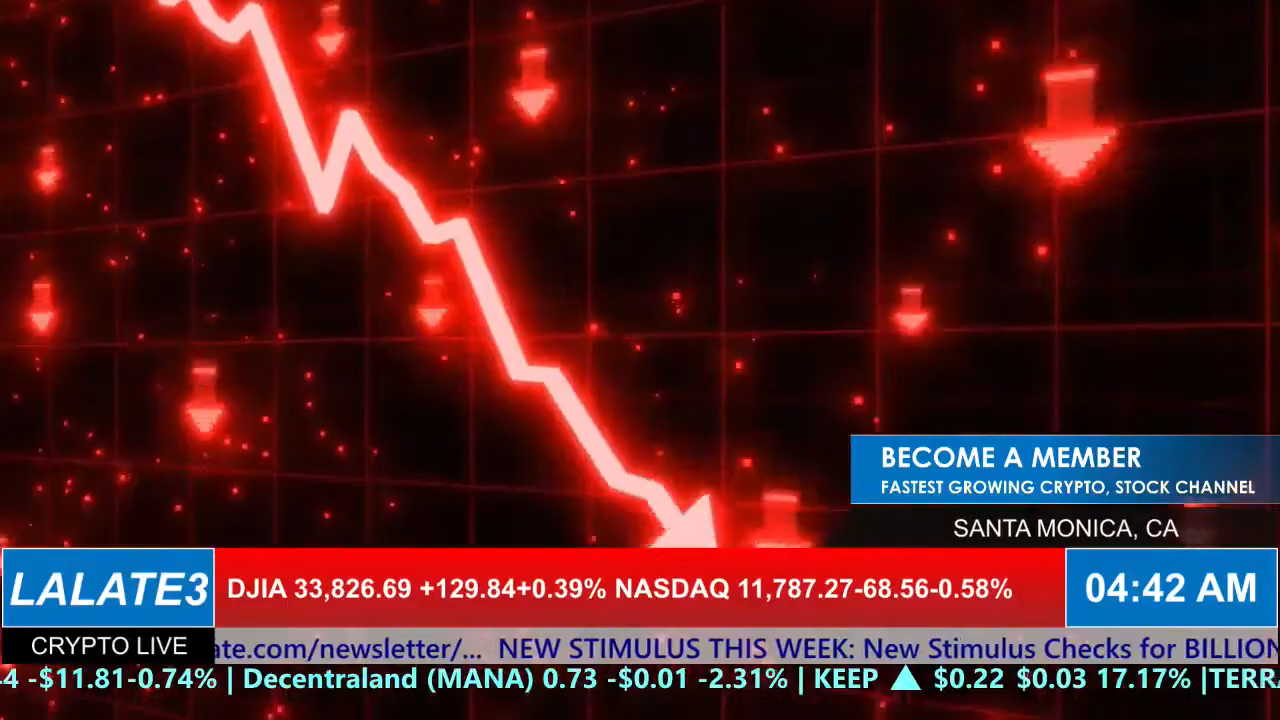 BECOME A MEMBER
FASTEST GROWING CRYPTO, STOCK CHANNEL
SANTA MONICA, CA
LALATE3
DJIA 33,826.69 +129.84+0.39% NASDAQ 11,787.27-68.56-0.58%
04:42 AM
CRYPTO LIVE
ate.com/newsletter/... NEW STIMULUS THIS WEEK: New Stimulus Checks for BILLION
4 -$11.81-0.74% | Decentraland (MANA) 0.73 -$0.01 -2.31% | KEEP ▲ $0.22 $0.03 17.17% |TERR